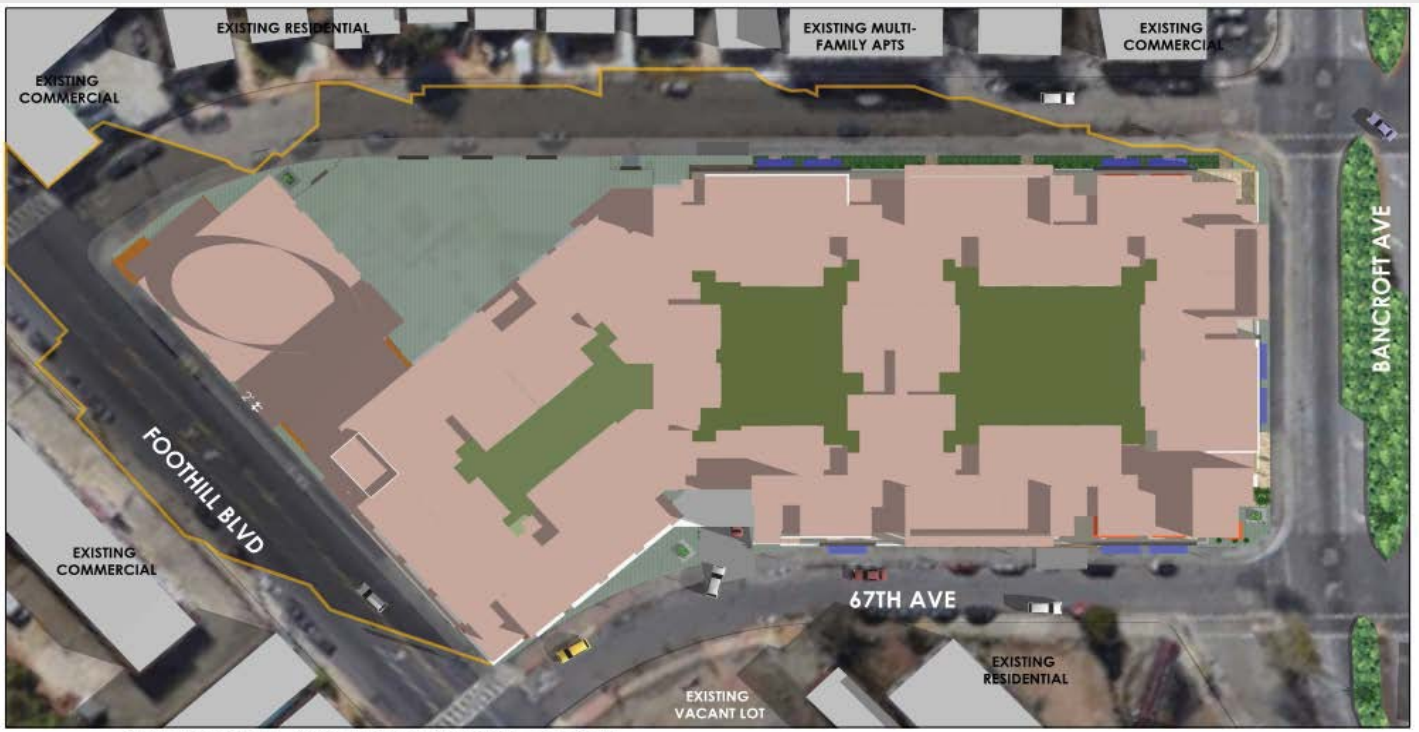 EXISTING RESIDENTIAL
EXISTING MULTI-
FAMILY APTS
EXISTING
COMMERCIAL
EXISTING
COMMERCIAL
BANCROFT AVE
FOOTHILL BLVD
EXISTING
COMMERCIAL
67TH AVE
EXISTING
RESIDENTIAL
EXISTING
VACANT LOT